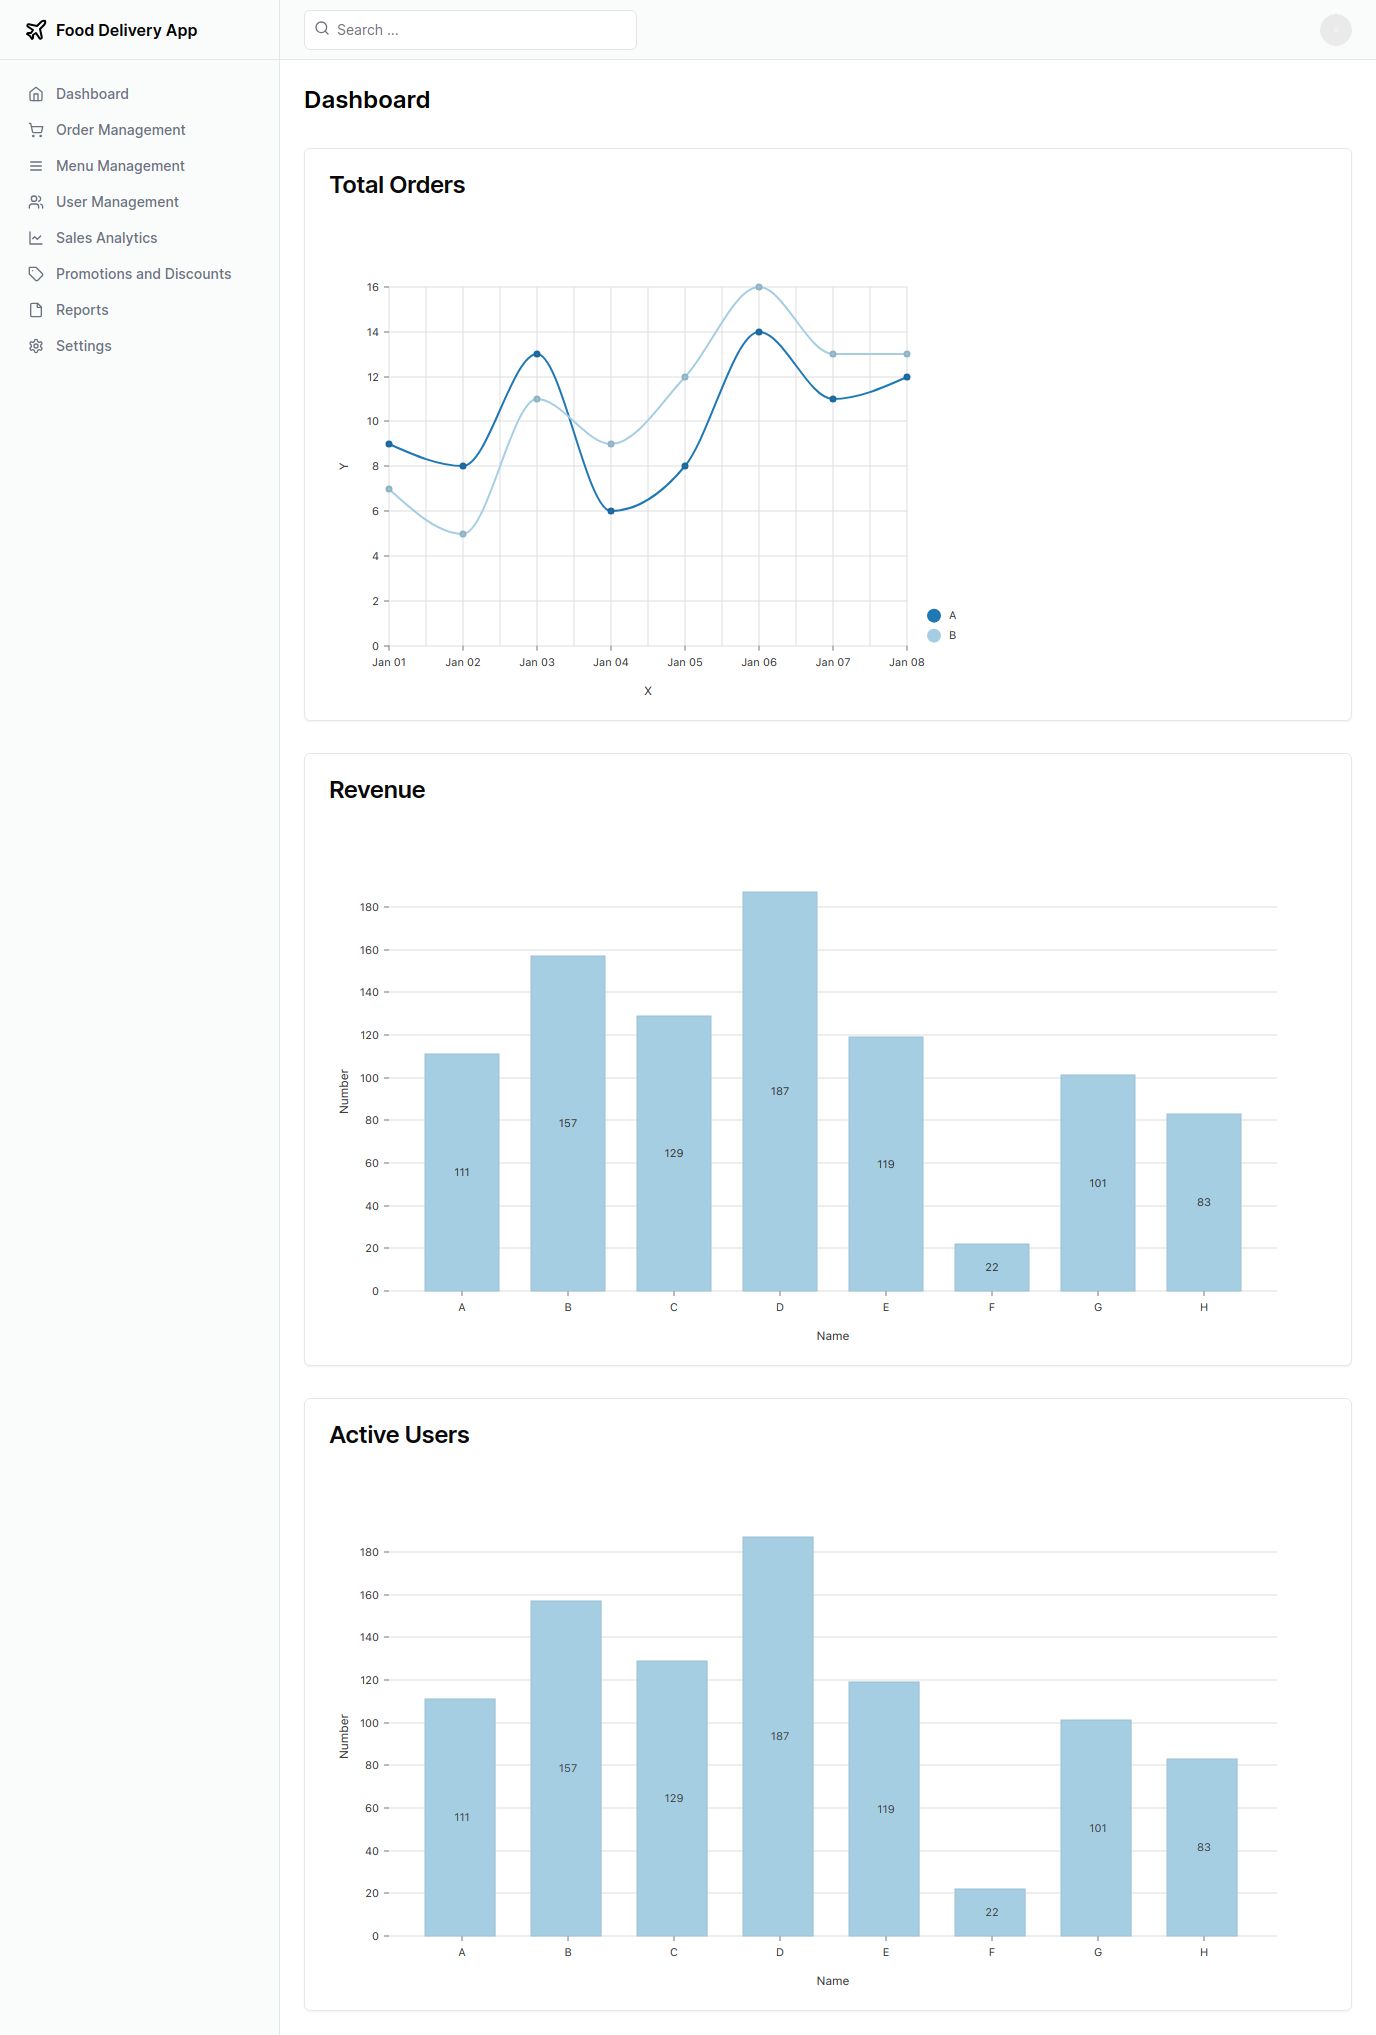 Food Delivery App
Search ...
Dashboard
Order Management
Menu Management
User Management
Sales Analytics
Promotions and Discounts
Reports
Settings
Dashboard
Total Orders
16
14
12
10
8
6
4
2
0
Y
Jan 01 Jan 02 Jan 03 Jan 04 Jan 05 Jan 06 Jan 07 Jan 08
X
A
B
Revenue
180
160
140
120
100
80
60
40
20
0
Number
111 157 129 187 119 22 101 83
A B C D E F G H
Name
Active Users
180
160
140
120
100
80
60
40
20
0
Number
111 157 129 187 119 22 101 83
A B C D E F G H
Name